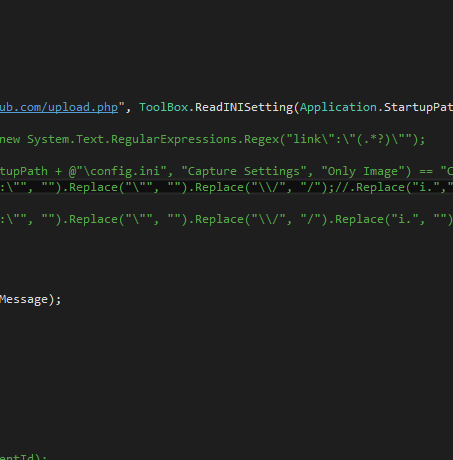 ub.com/upload.php", ToolBox.ReadINISetting(Application.StartupPat
new System.Text.RegularExpressions.Regex("link\":\"(.*?)\"");
tupPath + @"\config.ini", "Capture Settings", "Only Image") == "C
:\"", "").Replace("\"", "").Replace("\\/", "/");//.Replace("i.","
:\"", "").Replace("\"", "").Replace("\\/", "/").Replace("i.", "")
Message);
entId);